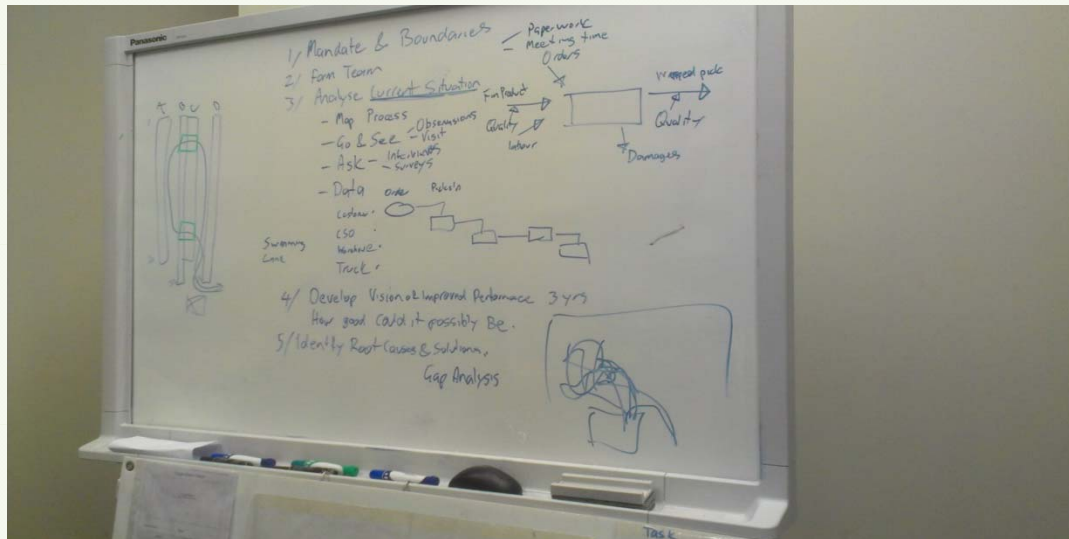 Panasonic
1/ Mandate & Boundaries
2/ Form Team
3/ Analyse Current Situation
- Map Process
- Go & See - Observations
- Visit
- Ask - Interviews
- Surveys
- Data
Order
Customer
CSO
Truck
Swimming
Lane
4/ Develop Vision of Improved Performance 3 yrs
How good could it possibly Be.
5/ Identify Root Causes & Solutions,
Gap Analysis
Paperwork
- Meeting time
Orders
Product
Quality
Labour
Quality
Damages
Task